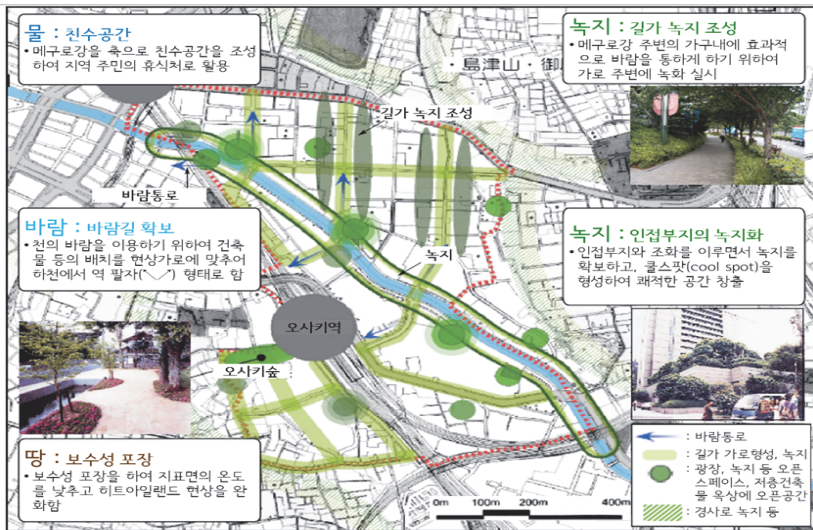 물 : 친수공간
• 메구로강을 축으로 친수공간을 조성
하여 지역 주민의 휴식처로 활용
녹지 : 길가 녹지 조성
• 메구로강 주변의 가구내에 효과적
으로 바람을 통하게 하기 위하여
가로 주변에 녹화 실시
・島津山・御
길가 녹지 조성
바람통로
바람 : 바람길 확보
• 천의 바람을 이용하기 위하여 건축
물 등의 배치를 현상가로에 맞추어
하천에서 역 팔자("﹀") 형태로 함
녹지
녹지 : 인접부지의 녹지화
• 인접부지와 조화를 이루면서 녹지를
확보하고, 쿨스팟(cool spot)을
형성하여 쾌적한 공간 창출
오사키역
오사키숲
땅 : 보수성 포장
• 보수성 포장을 하여 지표면의 온도
를 낮추고 히트아일랜드 현상을 완
화함
0m 100m 200m 400m
: 바람통로
: 길가 가로형성, 녹지
: 광장, 녹지 등 오픈
스페이스, 저층건축
물 옥상에 오픈공간
: 경사로 녹지 등